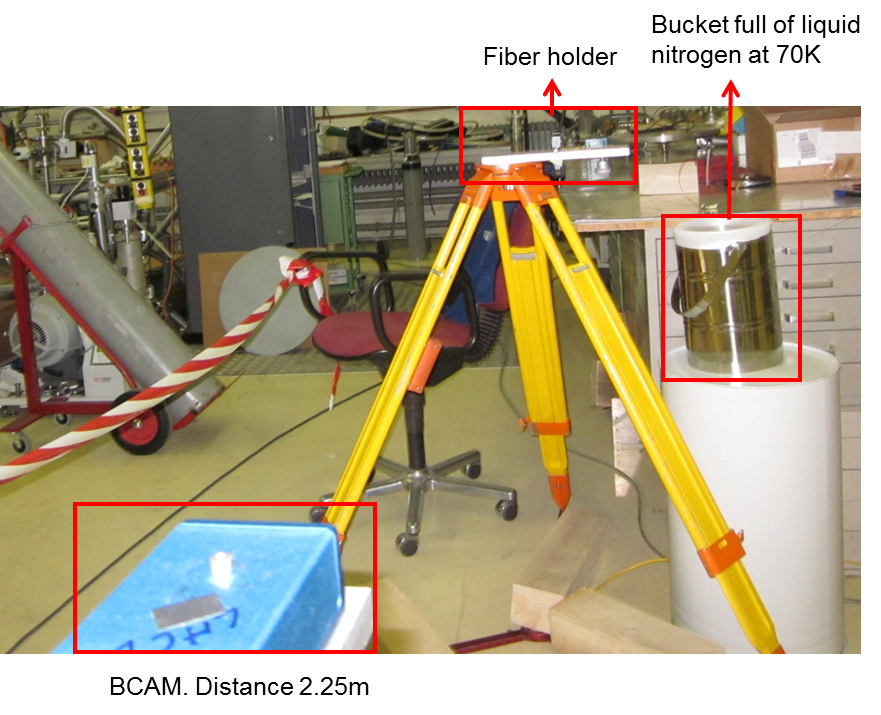 Bucket full of liquid
nitrogen at 70K
Fiber holder
BCAM. Distance 2.25m